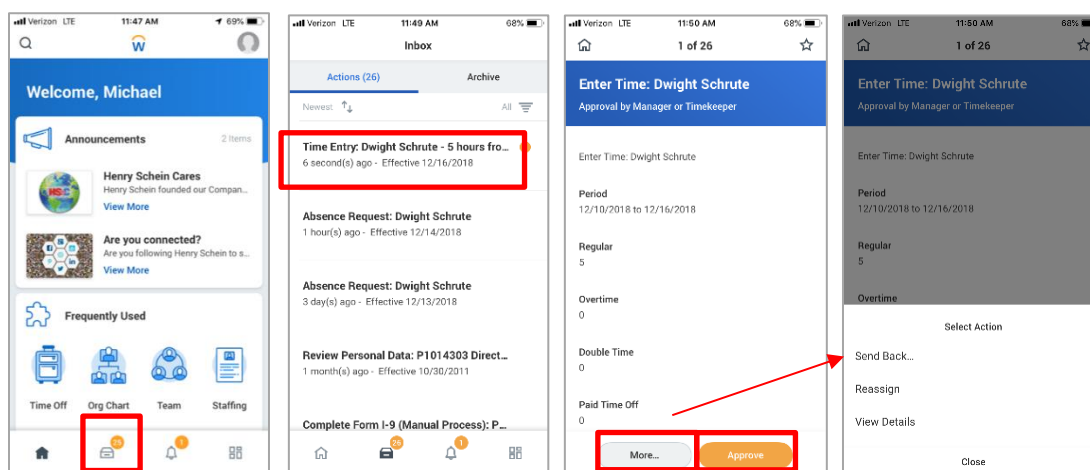 Verizon LTE 11:47 AM 69%
W
Welcome, Michael
Announcements 2 Items
HSC
Henry Schein Cares
Henry Schein founded our Compan...
View More
Are you connected?
Are you following Henry Schein to s...
View More
Frequently Used
Time Off Org Chart Team Staffing
25 1
Verizon LTE 11:49 AM 68%
Inbox
Actions (26) Archive
Newest All
Time Entry: Dwight Schrute - 5 hours fro...
6 second(s) ago - Effective 12/16/2018
Absence Request: Dwight Schrute
1 hour(s) ago - Effective 12/14/2018
Absence Request: Dwight Schrute
3 day(s) ago - Effective 12/13/2018
Review Personal Data: P1014303 Direct...
1 month(s) ago - Effective 10/30/2011
Complete Form I-9 (Manual Process): P...
26 1
Verizon LTE 11:50 AM 68%
1 of 26
Enter Time: Dwight Schrute
Approval by Manager or Timekeeper
Enter Time: Dwight Schrute
Period
12/10/2018 to 12/16/2018
Regular
5
Overtime
0
Double Time
0
Paid Time Off
0
More... Approve
Verizon LTE 11:50 AM 68%
1 of 26
Enter Time: Dwight Schrute
Approval by Manager or Timekeeper
Enter Time: Dwight Schrute
Period
12/10/2018 to 12/16/2018
Regular
5
Overtime
Select Action
Send Back...
Reassign
View Details
Close